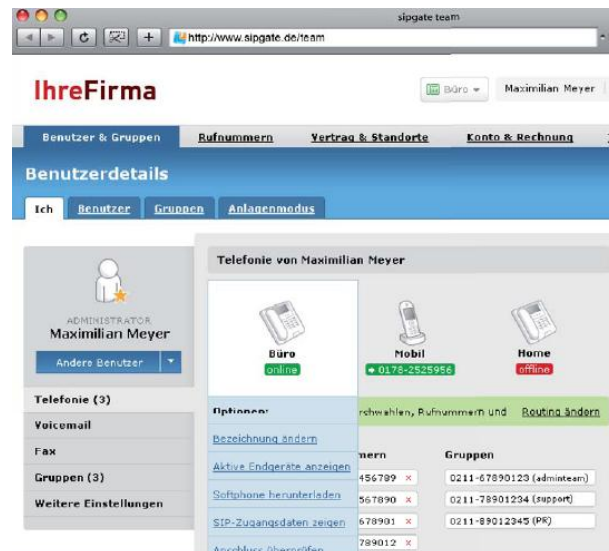 sipgate team
http://www.sipgate.de/team
IhreFirma
Büro
Maximilian Meyer
Benutzer & Gruppen
Rufnummern
Vertrag & Standorte
Konto & Rechnung
Benutzerdetails
Ich
Benutzer
Gruppen
Anlagenmodus
ADMINISTRATOR
Maximilian Meyer
Andere Benutzer
Telefonie (3)
Voicemail
Fax
Gruppen (3)
Weitere Einstellungen
Telefonie von Maximilian Meyer
Büro
online
Mobil
0178-2525956
Home
offline
Optionen:
Bezeichnung ändern
Aktive Endgeräte anzeigen
Softphone herunterladen
SIP-Zugangsdaten zeigen
Anschluss überprüfen
rchwahlen, Rufnummern und
Routing ändern
mern
456789 x
567890 x
678901 x
789012 x
Gruppen
0211-67890123 (adminteam)
0211-78901234 (support)
0211-89012345 (PR)